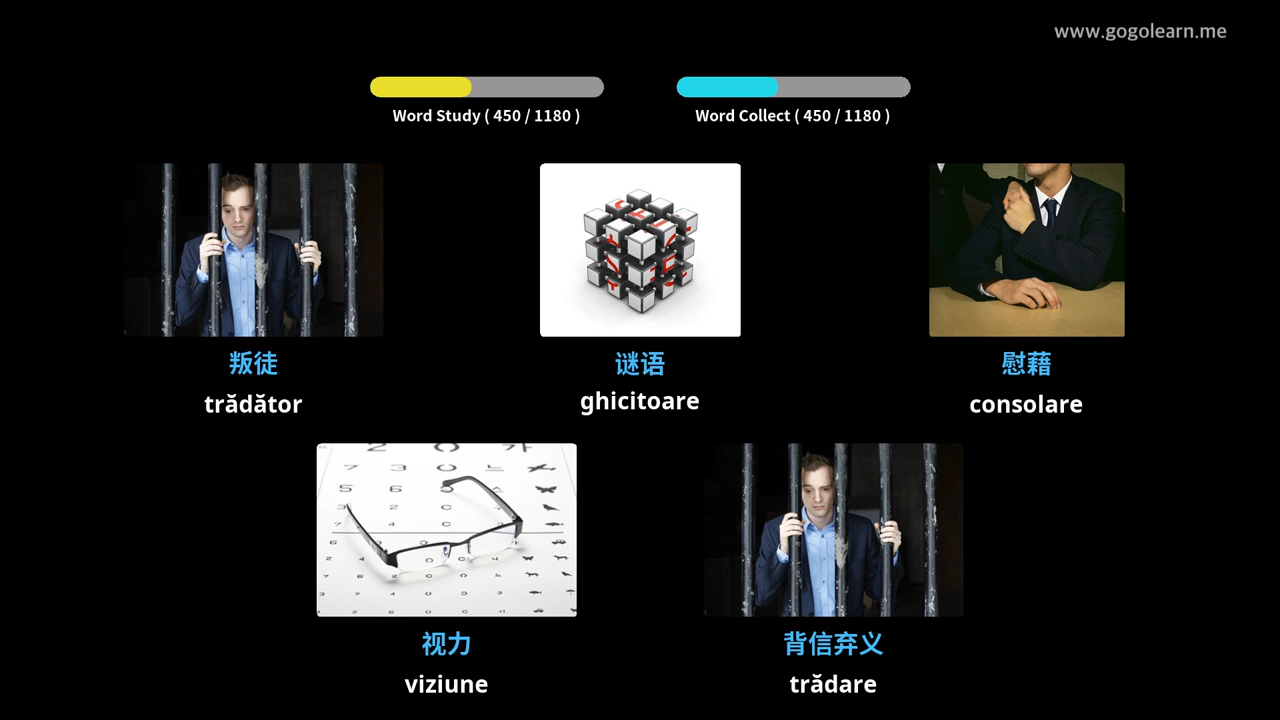 www.gogolearn.me
Word Study ( 450 / 1180 )
Word Collect ( 450 / 1180 )
叛徒
谜语
慰藉
trădător
ghicitoare
consolare
视力
背信弃义
viziune
trădare